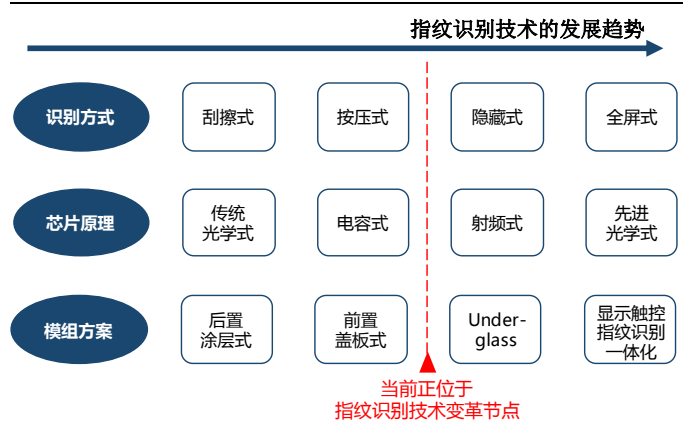 指纹识别技术的发展趋势
识别方式
刮擦式
按压式
隐藏式
全屏式
芯片原理
传统
光学式
电容式
射频式
先进
光学式
模组方案
后置
涂层式
前置
盖板式
Under-
glass
显示触控
指纹识别
一体化
当前正位于
指纹识别技术变革节点